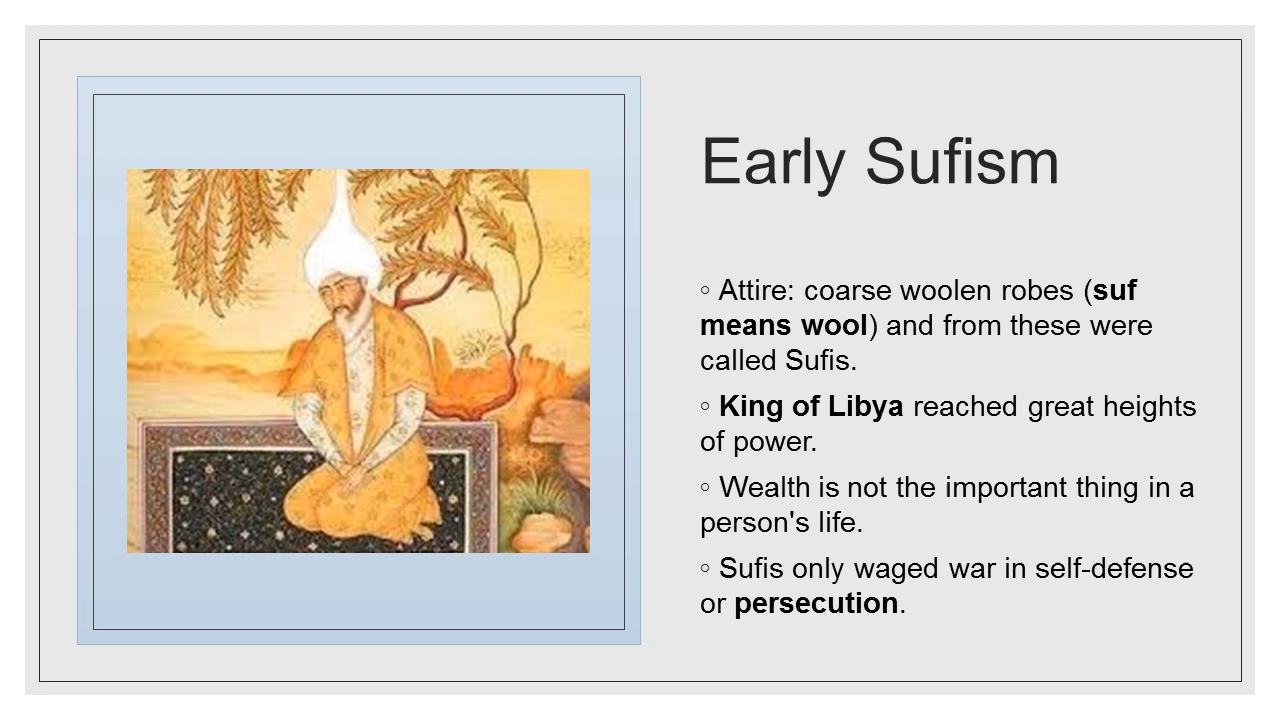 Early Sufism
◦ Attire: coarse woolen robes (suf
means wool) and from these were
called Sufis.
◦ King of Libya reached great heights
of power.
◦ Wealth is not the important thing in a
person's life.
◦ Sufis only waged war in self-defense
or persecution.